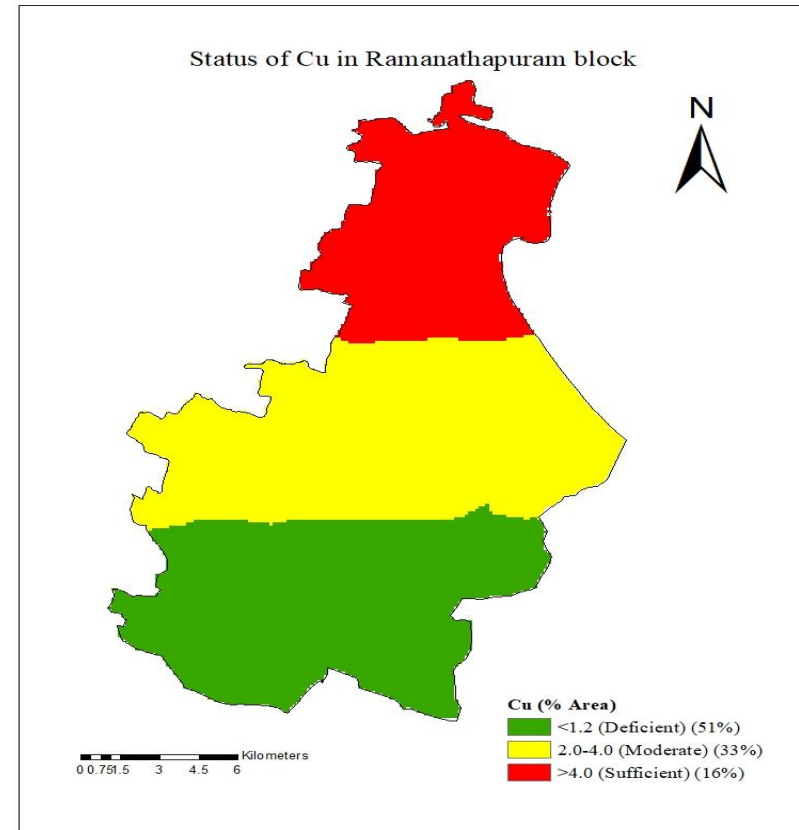 Status of Cu in Ramanathapuram block
N
Cu (% Area)
<1.2 (Deficient) (51%)
2.0-4.0 (Moderate) (33%)
>4.0 (Sufficient) (16%)
Kilometers
0 0.751.5 3 4.5 6